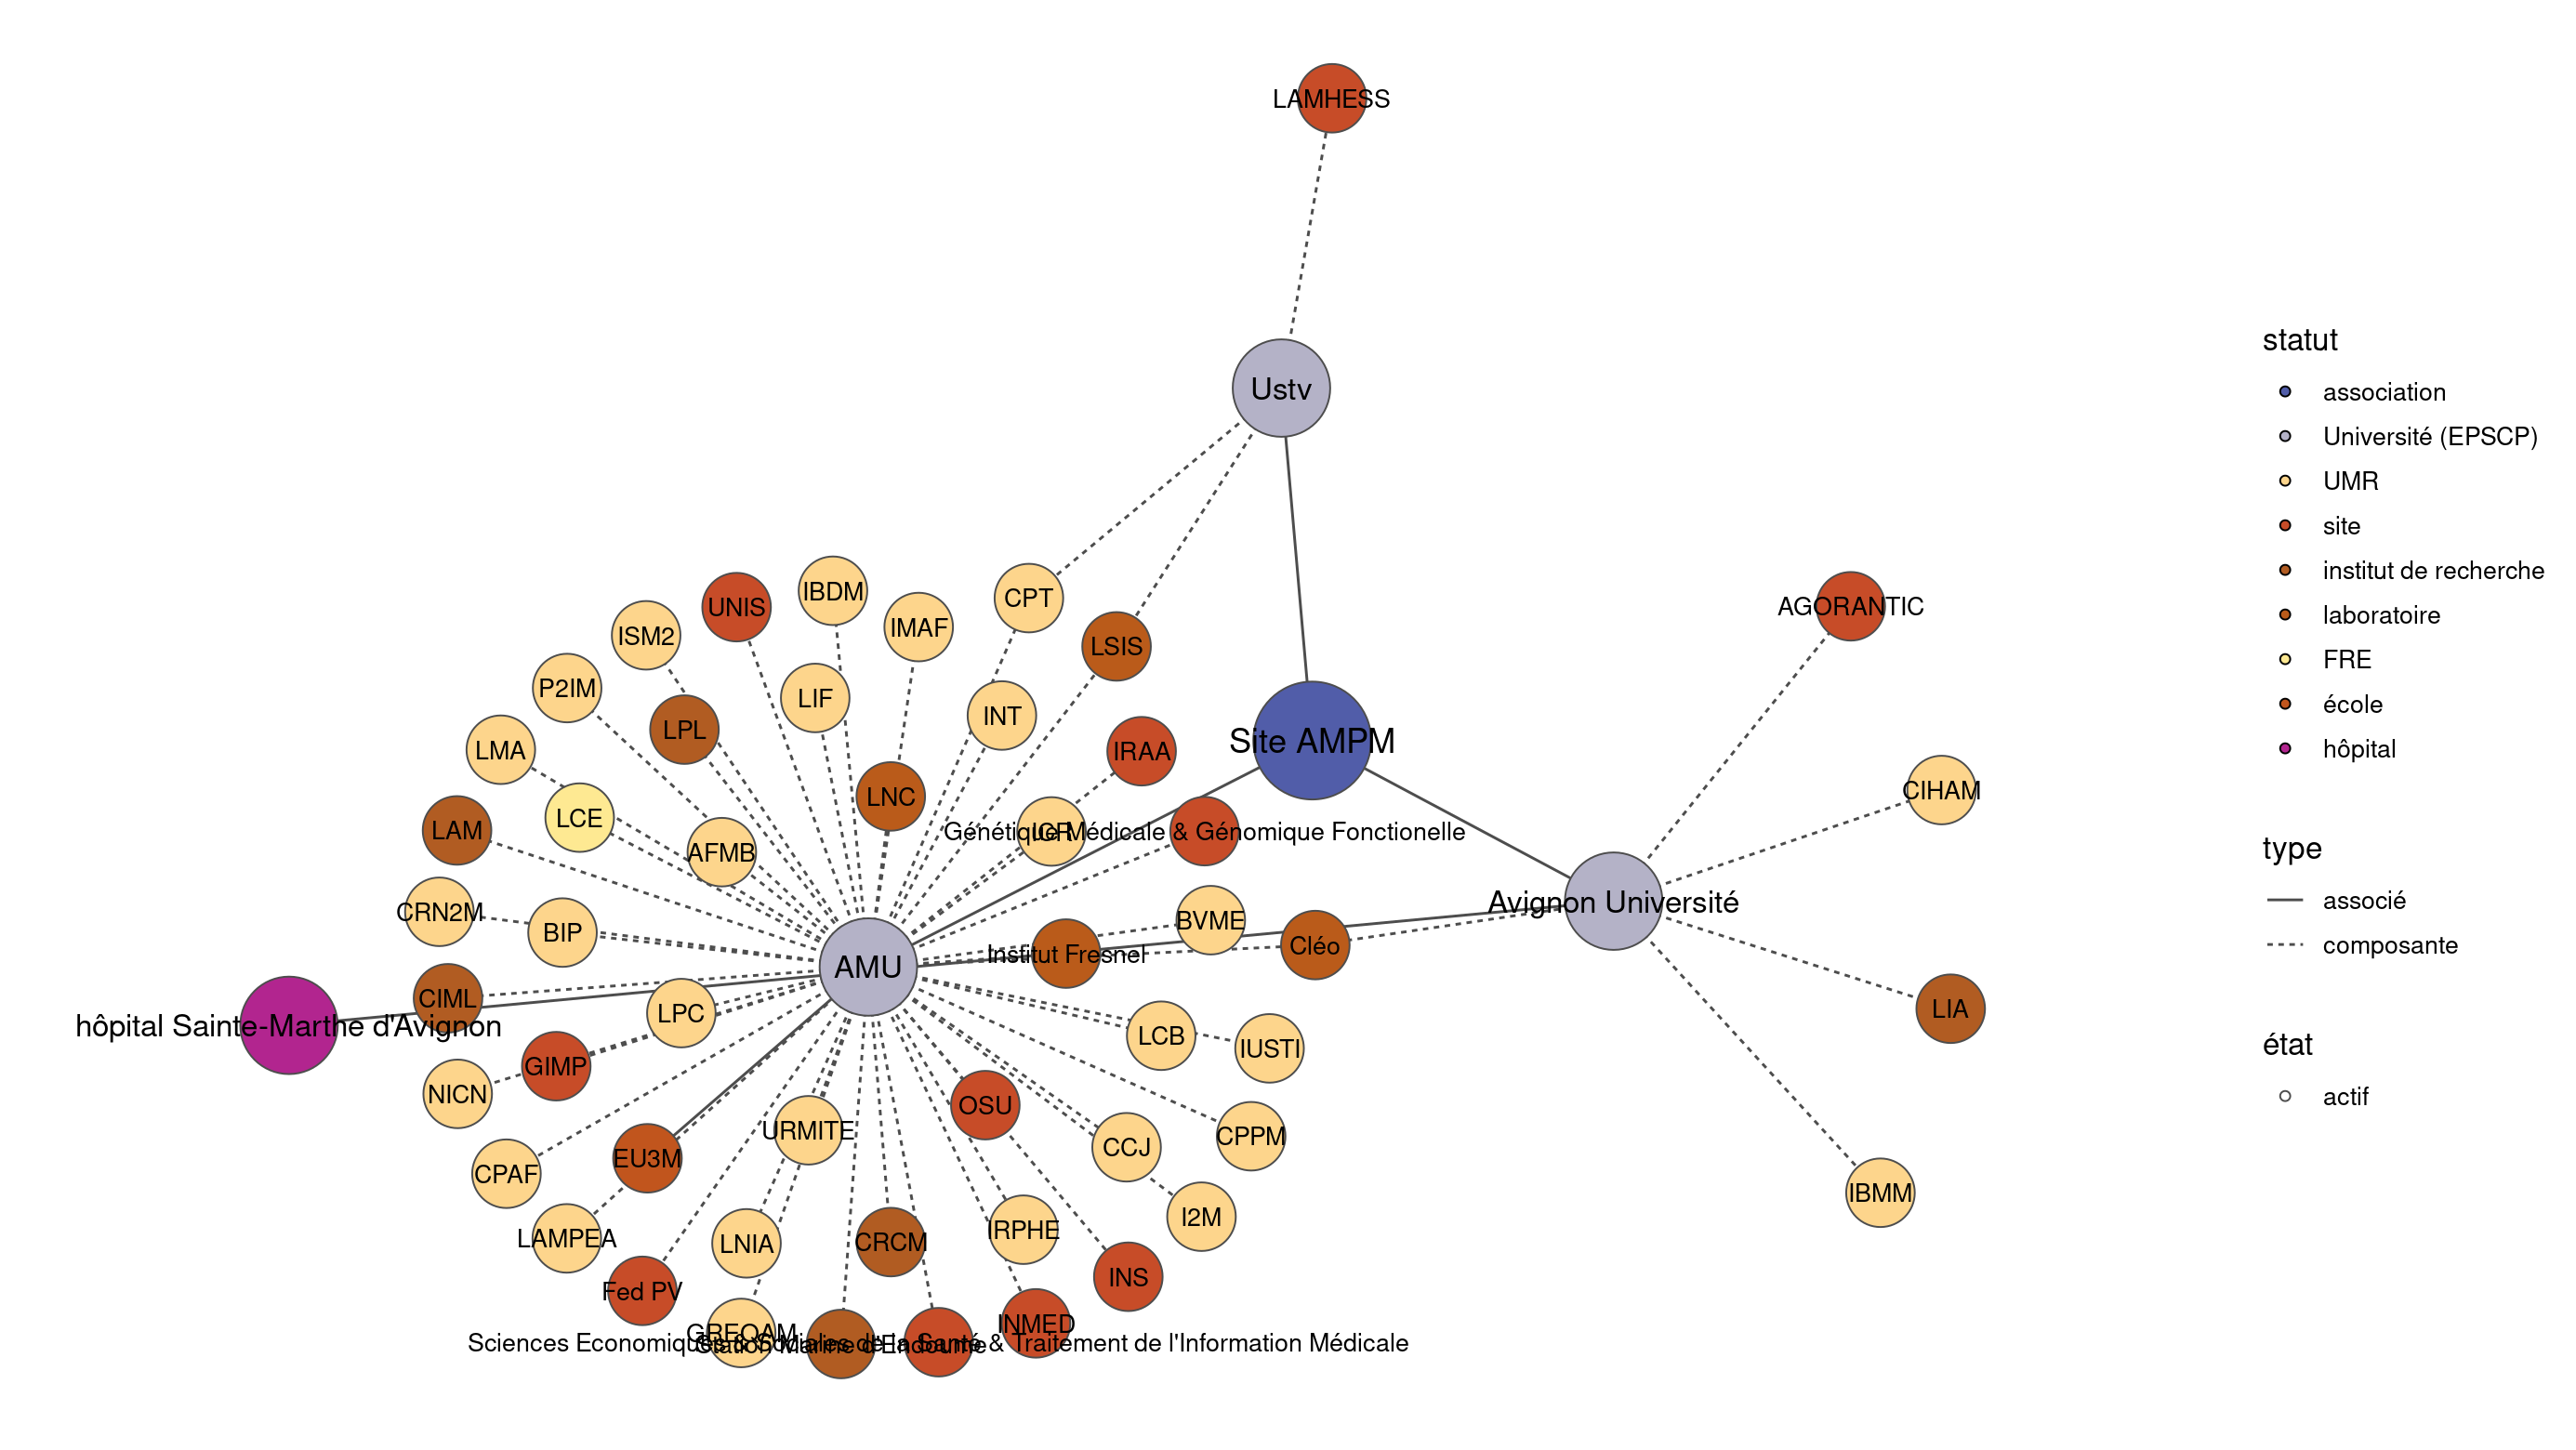 LAMHESS
statut
Ustv
association
Université (EPSCP)
UMR
site
institut de recherche
laboratoire
FRE
école
hôpital
IBDM
UNIS
CPT
AGORANTIC
IMAF
ISM2
LSIS
P2IM
LIF
INT
LPL
Site AMPM
LMA
IRAA
CIHAM
LNC
LCE
LAM
Génétique Médicale & Génomique Fonctionelle
ICR
AFMB
type
associé
composante
Avignon Université
CRN2M
BVME
BIP
Cléo
Institut Fresnel
AMU
CIML
LIA
LPC
hôpital Sainte-Marthe d'Avignon
LCB
IUSTI
état
actif
GIMP
NICN
OSU
URMITE
CPPM
CCJ
EU3M
CPAF
IBMM
I2M
IRPHE
LAMPEA
CRCM
LNIA
INS
Fed PV
INMED
GREQAM
Sciences Economiques & Sociales de la Santé & Traitement de l'Information Médicale
Station Marine d'Endoume